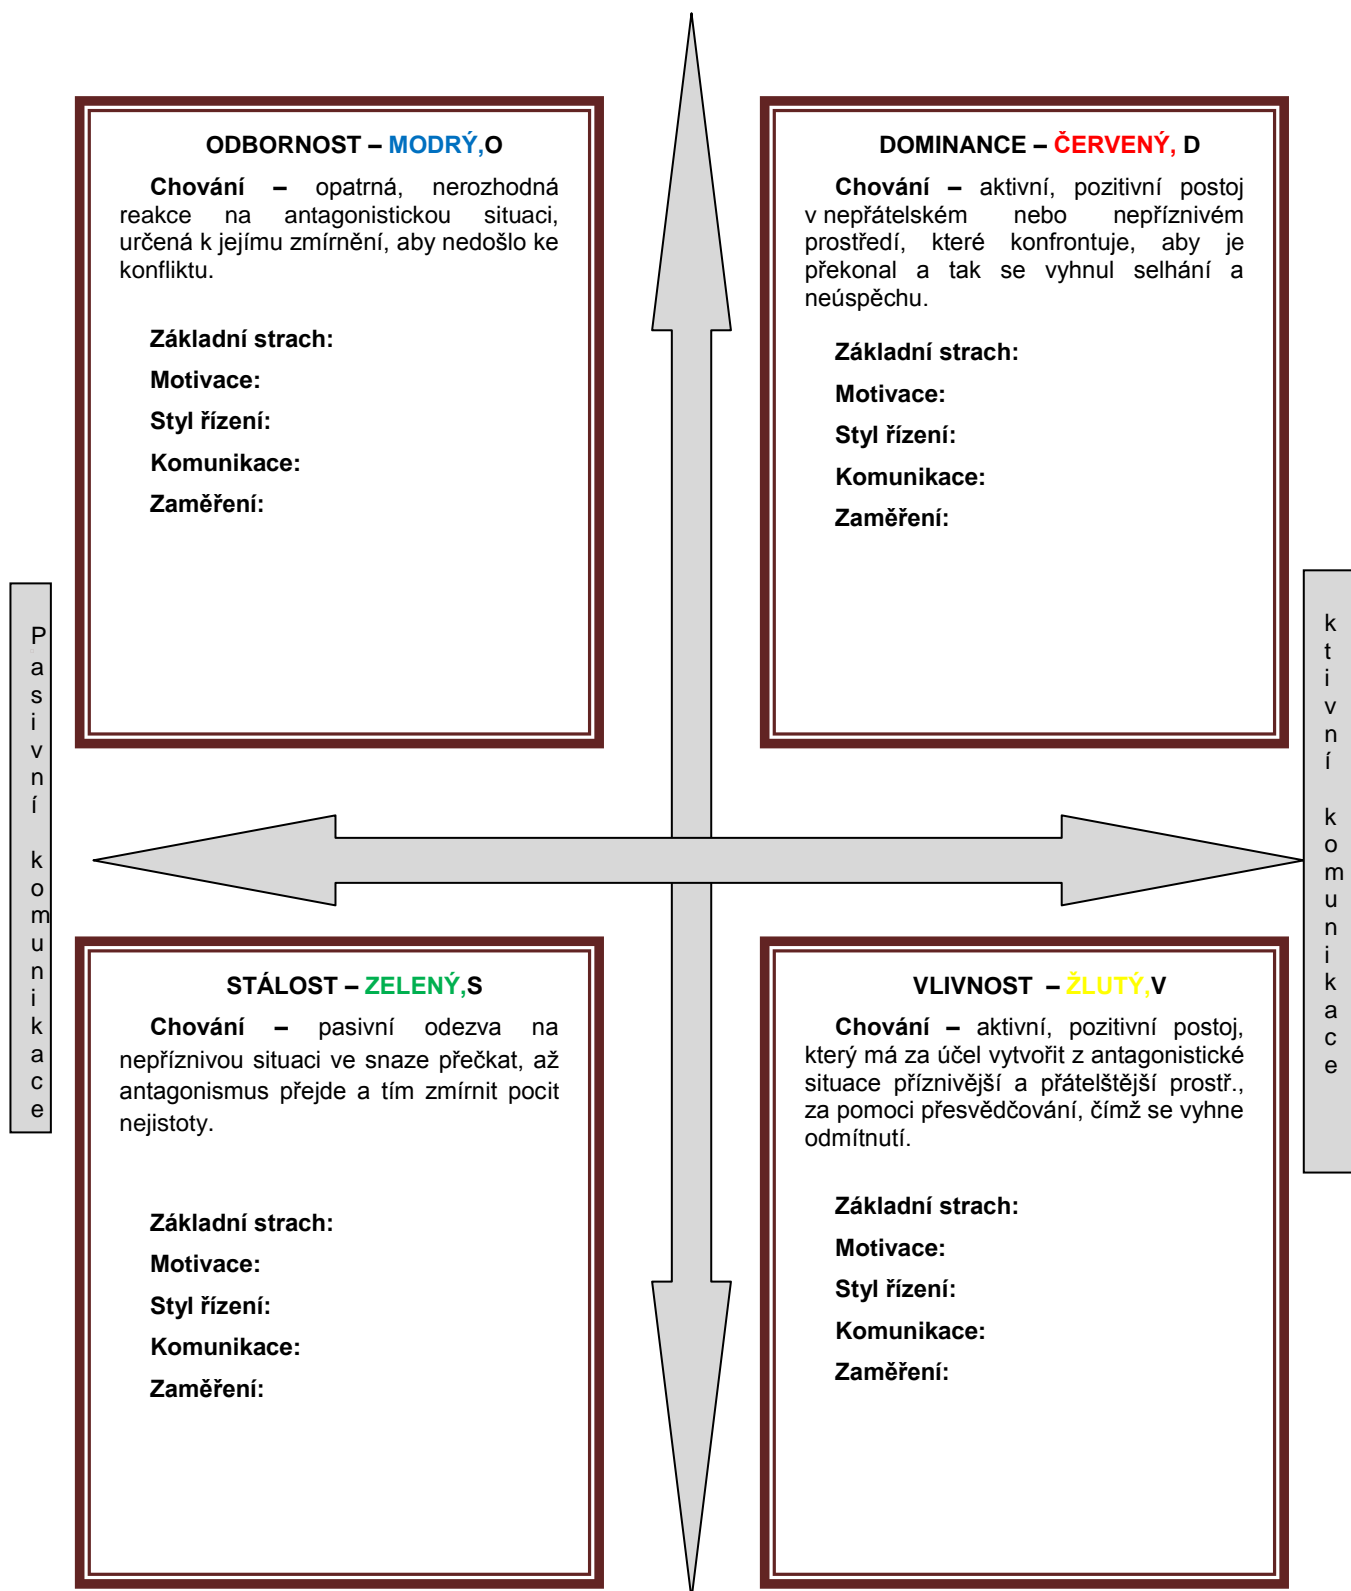 ODBORNOST – MODRÝ,O
Chování – opatrná, nerozhodná
reakce na antagonistickou situaci,
určená k jejímu zmírnění, aby nedošlo ke
konfliktu.
Základní strach:
Motivace:
Styl řízení:
Komunikace:
Zaměření:
DOMINANCE – ČERVENÝ, D
Chování – aktivní, pozitivní postoj
v nepřátelském nebo nepříznivém
prostředí, které konfrontuje, aby je
překonal a tak se vyhnul selhání a
neúspěchu.
Základní strach:
Motivace:
Styl řízení:
Komunikace:
Zaměření:
Pasivní komunikace
ktivní komunikace
STÁLOST – ZELENÝ,S
Chování – pasivní odezva na
nepříznivou situaci ve snaze přečkat, až
antagonismus přejde a tím zmírnit pocit
nejistoty.
Základní strach:
Motivace:
Styl řízení:
Komunikace:
Zaměření:
VLIVNOST – ŽLUTÝ,V
Chování – aktivní, pozitivní postoj,
který má za účel vytvořit z antagonistické
situace příznivější a přátelštější prostř.,
za pomoci přesvědčování, čímž se vyhne
odmítnutí.
Základní strach:
Motivace:
Styl řízení:
Komunikace:
Zaměření: